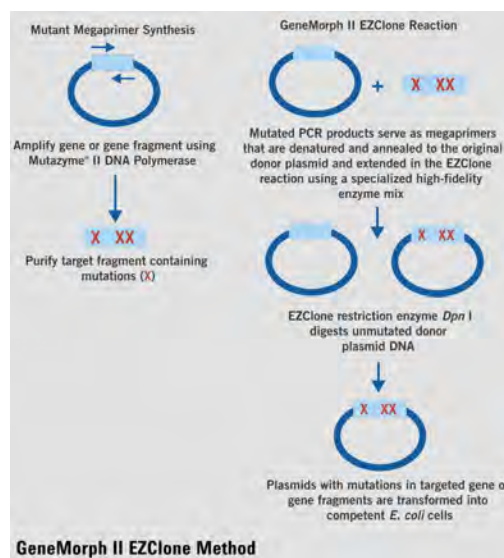 Mutant Megaprimer Synthesis
Amplify gene or gene fragment using
Mutazyme® II DNA Polymerase
X XX
Purify target fragment containing
mutations (X)
GeneMorph II EZClone Reaction
+ X XX
Mutated PCR products serve as megaprimers
that are denatured and annealed to the original
donor plasmid and extended in the EZClone
reaction using a specialized high-fidelity
enzyme mix
X XX
EZClone restriction enzyme Dpn I
digests unmutated donor
plasmid DNA
X XX
Plasmids with mutations in targeted gene o
gene fragments are transformed into
competent E. coli cells
GeneMorph II EZClone Method